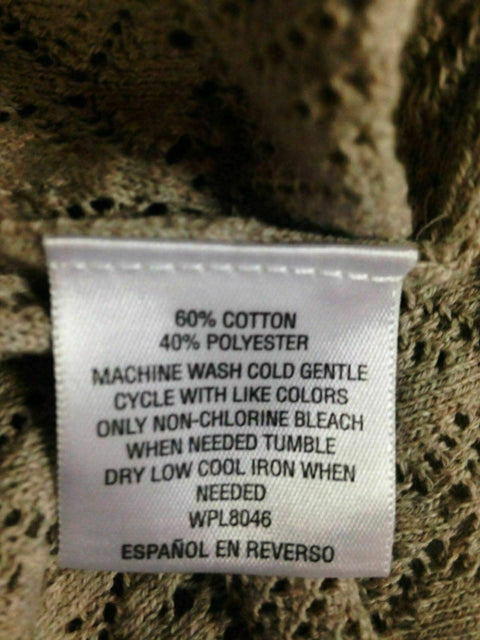 60% COTTON
40% POLYESTER
MACHINE WASH COLD GENTLE
CYCLE WITH LIKE COLORS
ONLY NON-CHLORINE BLEACH
WHEN NEEDED TUMBLE
DRY LOW COOL IRON WHEN
NEEDED
WPL8046
ESPAÑOL EN REVERSO